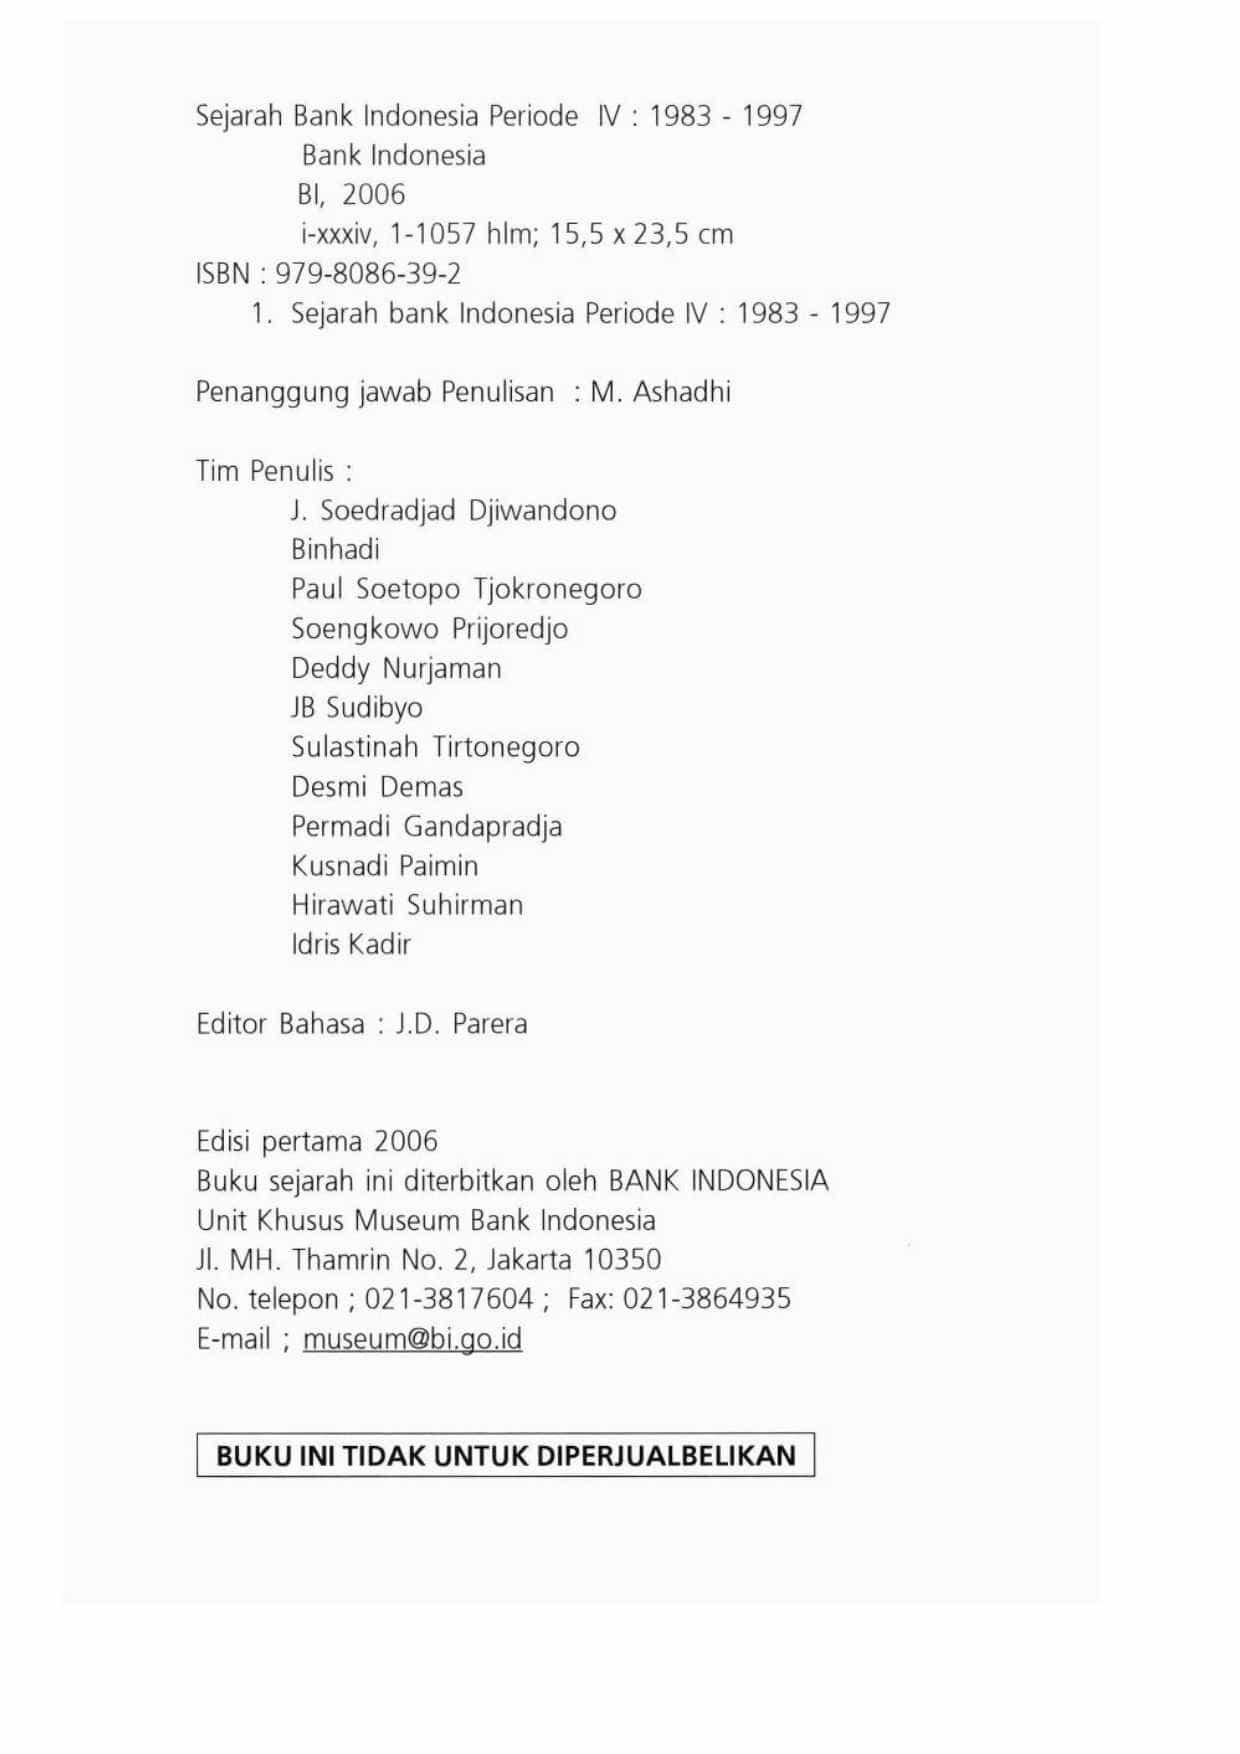 Sejarah Bank Indonesia Periode IV : 1983 - 1997
Bank Indonesia
BI, 2006
i-xxxiv, 1-1057 hlm; 15,5 x 23,5 cm
ISBN : 979-8086-39-2
1. Sejarah bank Indonesia Periode IV : 1983 - 1997
Penanggung jawab Penulisan : M. Ashadhi
Tim Penulis :
J. Soedradjad Djiwandono
Binhadi
Paul Soetopo Tjokronegoro
Soengkowo Prijoredjo
Deddy Nurjaman
JB Sudibyo
Sulastinah Tirtonegoro
Desmi Demas
Permadi Gandapradja
Kusnadi Paimin
Hirawati Suhirman
Idris Kadir
Editor Bahasa : J.D. Parera
Edisi pertama 2006
Buku sejarah ini diterbitkan oleh BANK INDONESIA
Unit Khusus Museum Bank Indonesia
Jl. MH. Thamrin No. 2, Jakarta 10350
No. telepon ; 021-3817604 ; Fax: 021-3864935
E-mail ; museum@bi.go.id
BUKU INI TIDAK UNTUK DIPERJUALBELIKAN